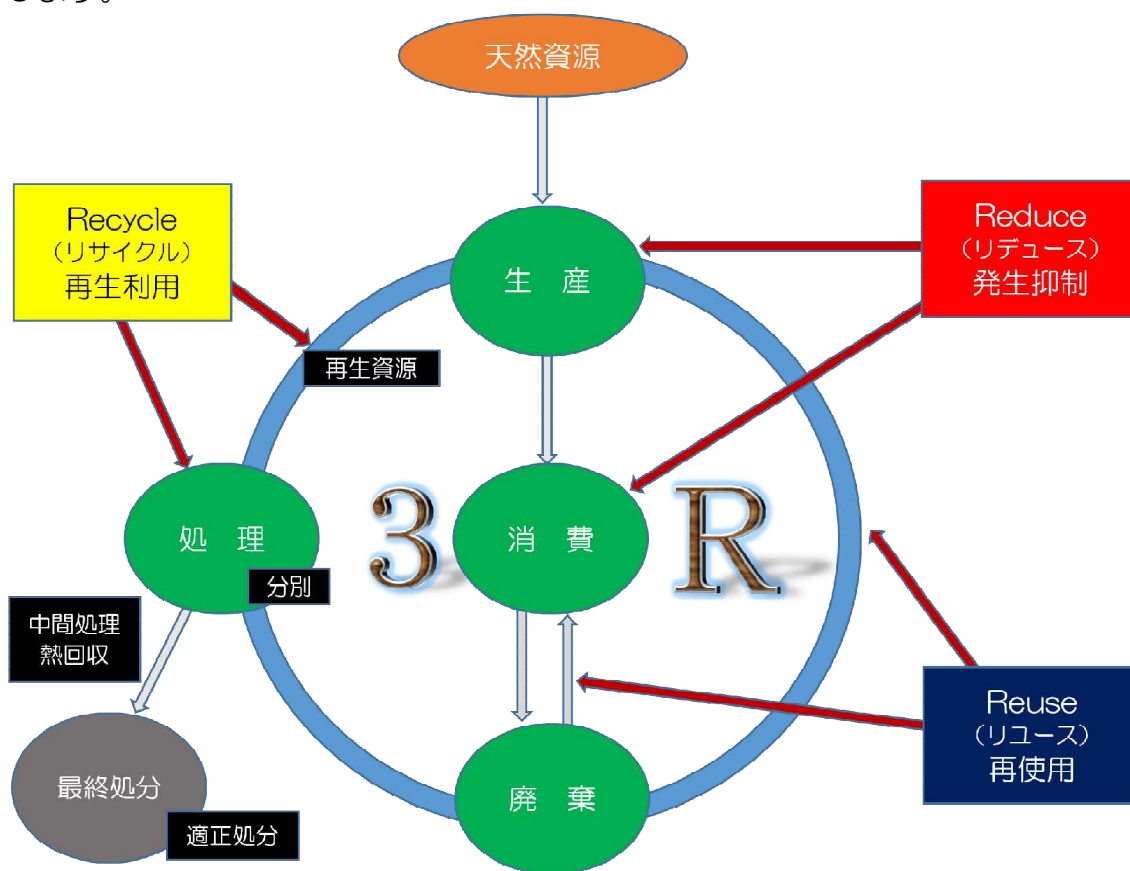 します。
天然資源
Recycle
（リサイクル）
再生利用
Reduce
（リデュース）
発生抑制
生　産
再生資源
処　理
分別
3
消　費
R
中間処理
熱回収
Reuse
（リユース）
再使用
最終処分
適正処分
廃　棄